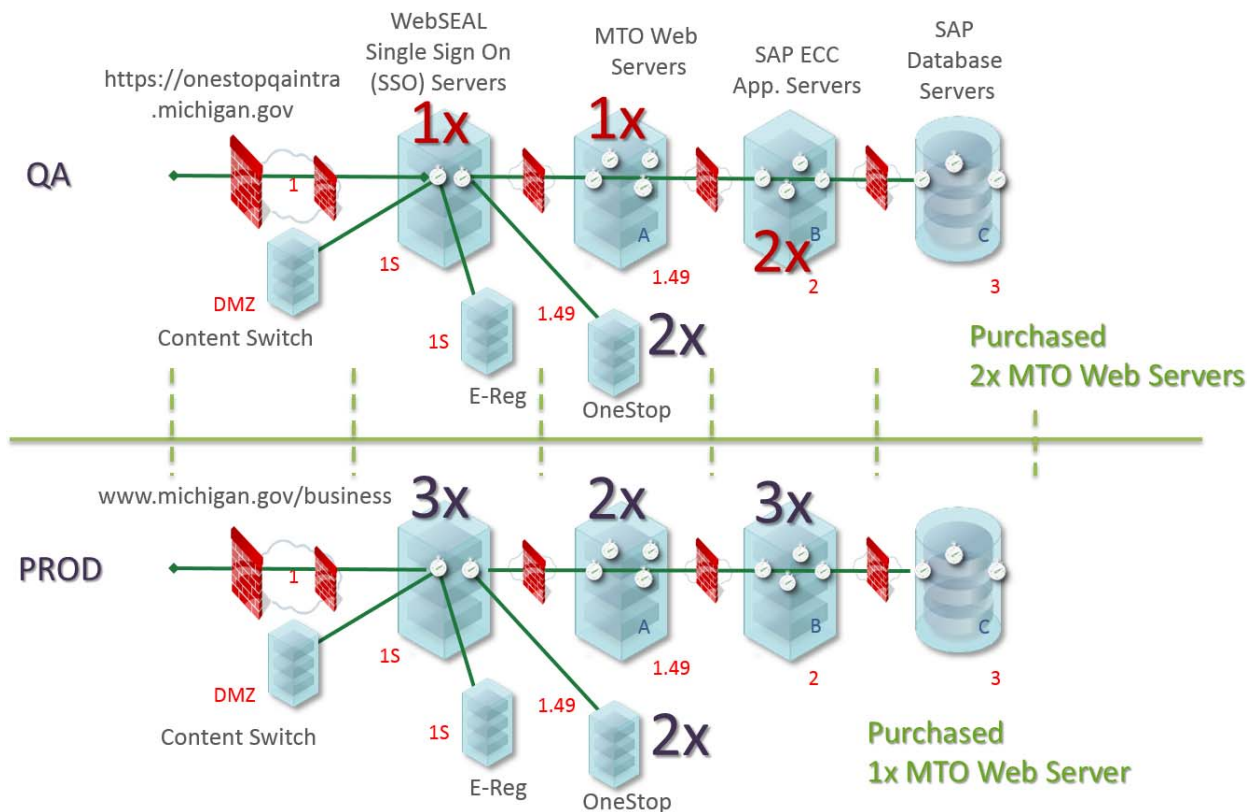 WebSEAL
Single Sign On
(SSO) Servers
MTO Web
Servers
SAP ECC
App. Servers
SAP
Database
Servers
https://onestopqaintra
.michigan.gov
1x
1x
QA
1
A
2x
B
C
1S
1.49
2
3
DMZ
1S
1.49
2x
Content Switch
E-Reg
OneStop
Purchased
2x MTO Web Servers
www.michigan.gov/business
3x
2x
3x
PROD
1
A
B
C
1S
1.49
2
3
DMZ
1S
1.49
2x
Content Switch
E-Reg
OneStop
Purchased
1x MTO Web Server